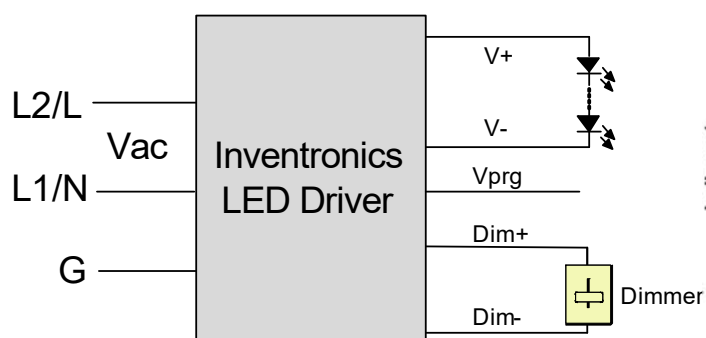 L2/L
Vac
L1/N
G
Inventronics
LED Driver
V+
V-
Vprg
Dim+
Dim-
Dimmer